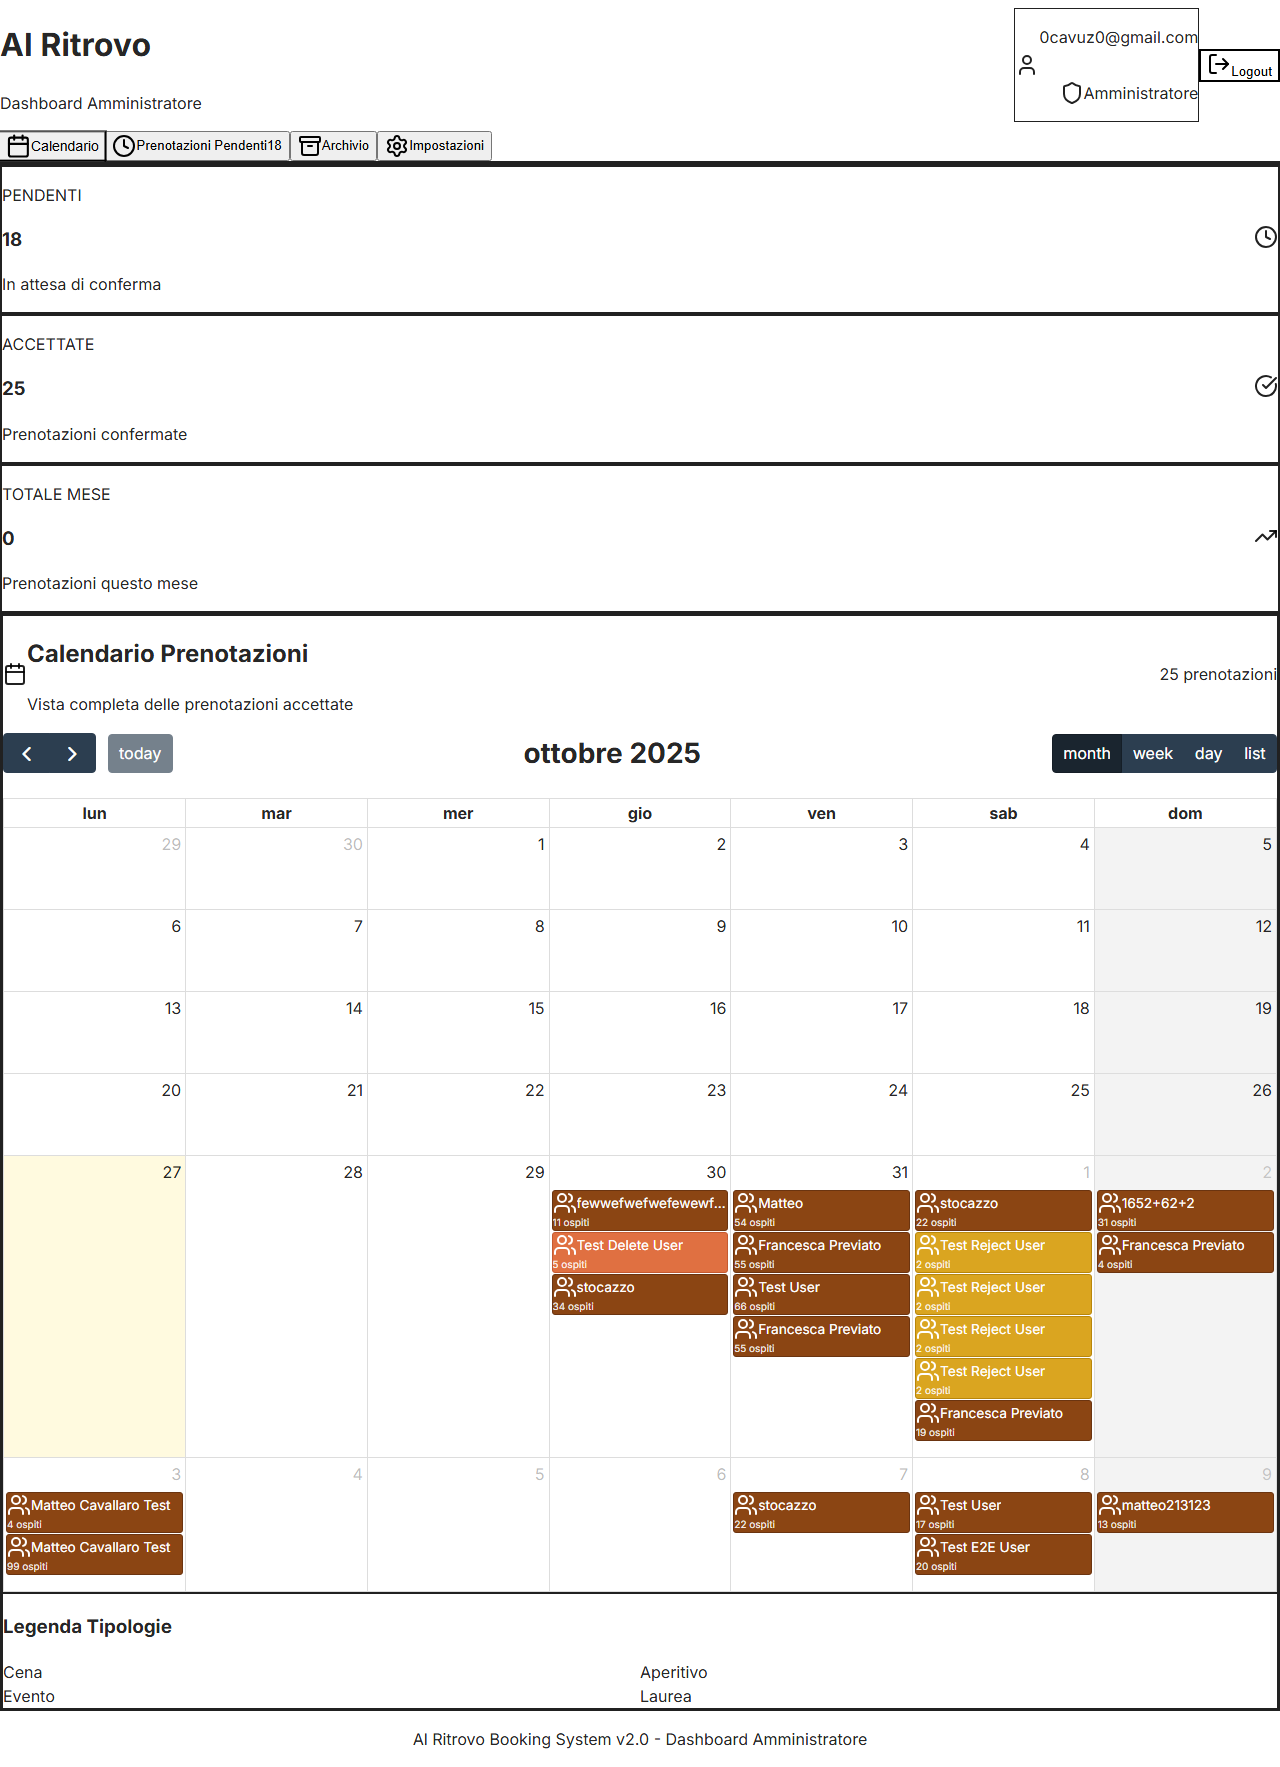 Al Ritrovo
Dashboard Amministratore
0cavuz0@gmail.com
Amministratore
Logout
Calendario
Prenotazioni Pendenti18
Archivio
Impostazioni
PENDENTI
18
In attesa di conferma
ACCETTATE
25
Prenotazioni confermate
TOTALE MESE
0
Prenotazioni questo mese
Calendario Prenotazioni
Vista completa delle prenotazioni accettate
25 prenotazioni
today
ottobre 2025
month week day list
lun mar mer gio ven sab dom
29 30 1 2 3 4 5
6 7 8 9 10 11 12
13 14 15 16 17 18 19
20 21 22 23 24 25 26
27 28 29 30 31 1 2
fewwefwefwefewewf...
11 ospiti
Test Delete User
5 ospiti
stocazzo
34 ospiti
Matteo
54 ospiti
Francesca Previato
55 ospiti
Test User
66 ospiti
Francesca Previato
55 ospiti
stocazzo
22 ospiti
Test Reject User
2 ospiti
Test Reject User
2 ospiti
Test Reject User
2 ospiti
Test Reject User
2 ospiti
Francesca Previato
19 ospiti
1652+62+2
31 ospiti
Francesca Previato
4 ospiti
3 4 5 6 7 8 9
Matteo Cavallaro Test
4 ospiti
Matteo Cavallaro Test
99 ospiti
stocazzo
22 ospiti
Test User
17 ospiti
Test E2E User
20 ospiti
matteo213123
13 ospiti
Legenda Tipologie
Cena
Aperitivo
Evento
Laurea
Al Ritrovo Booking System v2.0 - Dashboard Amministratore